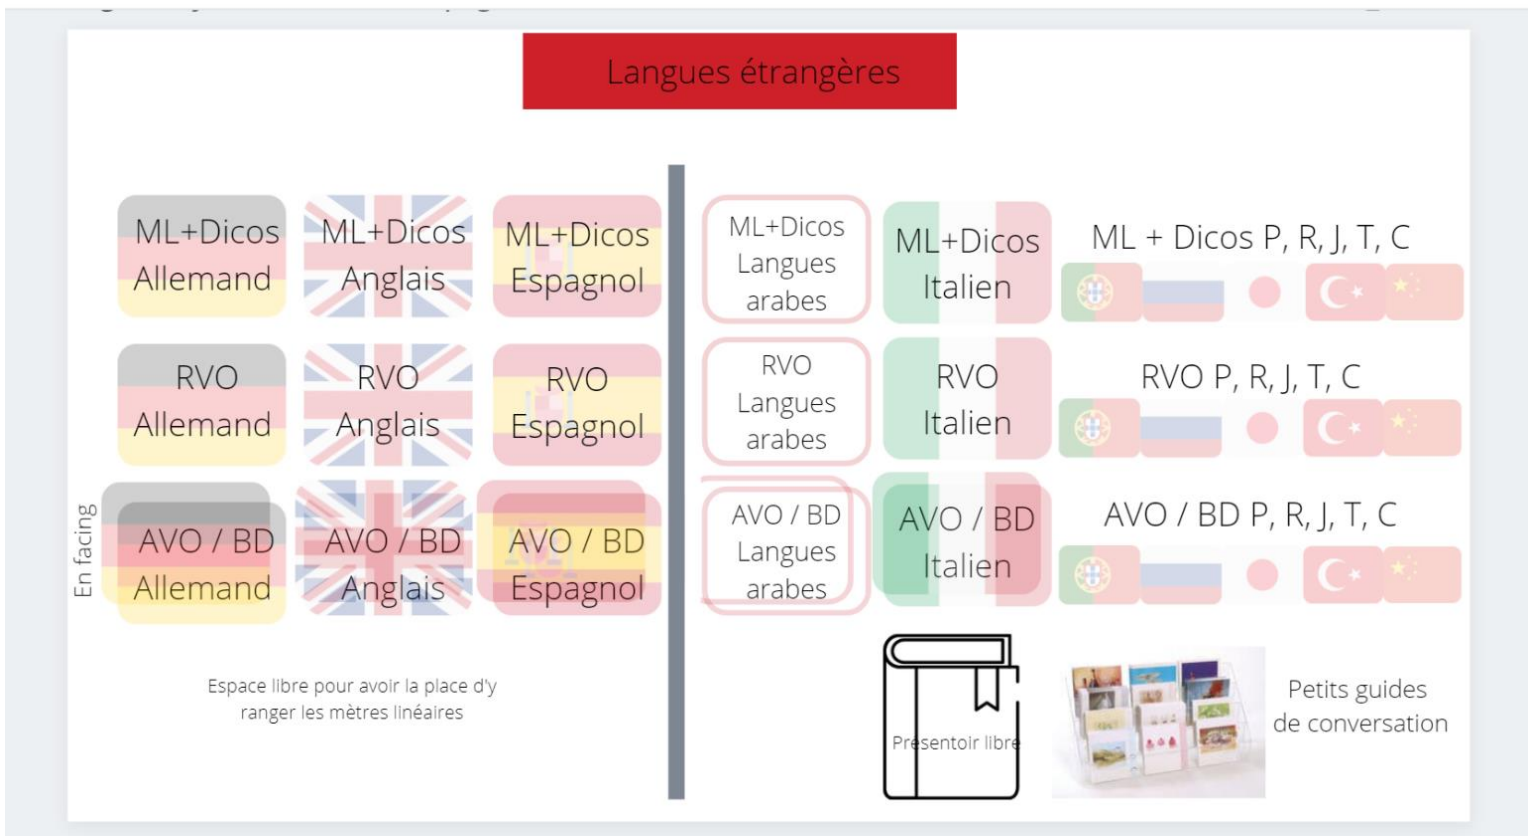 Langues étrangères
ML+Dicos
Allemand
ML+Dicos
Anglais
ML+Dicos
Espagnol
ML+Dicos
Langues
arabes
ML+Dicos
Italien
ML + Dicos P, R, J, T, C
RVO
Allemand
RVO
Anglais
RVO
Espagnol
RVO
Langues
arabes
RVO
Italien
RVO P, R, J, T, C
En facing
AVO / BD
Allemand
AVO / BD
Anglais
AVO / BD
Espagnol
AVO / BD
Langues
arabes
AVO / BD
Italien
AVO / BD P, R, J, T, C
Espace libre pour avoir la place d'y
ranger les mètres linéaires
Présentoir libre
Petits guides
de conversation